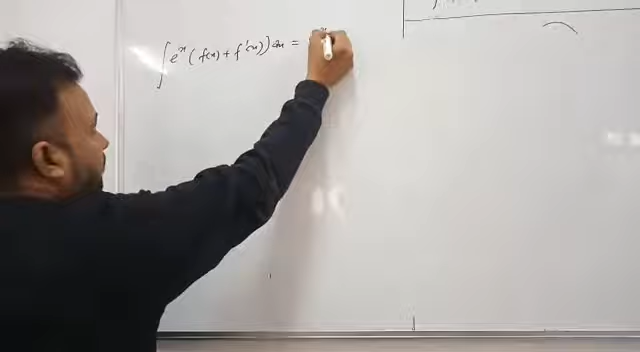 ∫ e^x (f(x) + f'(x)) dx =